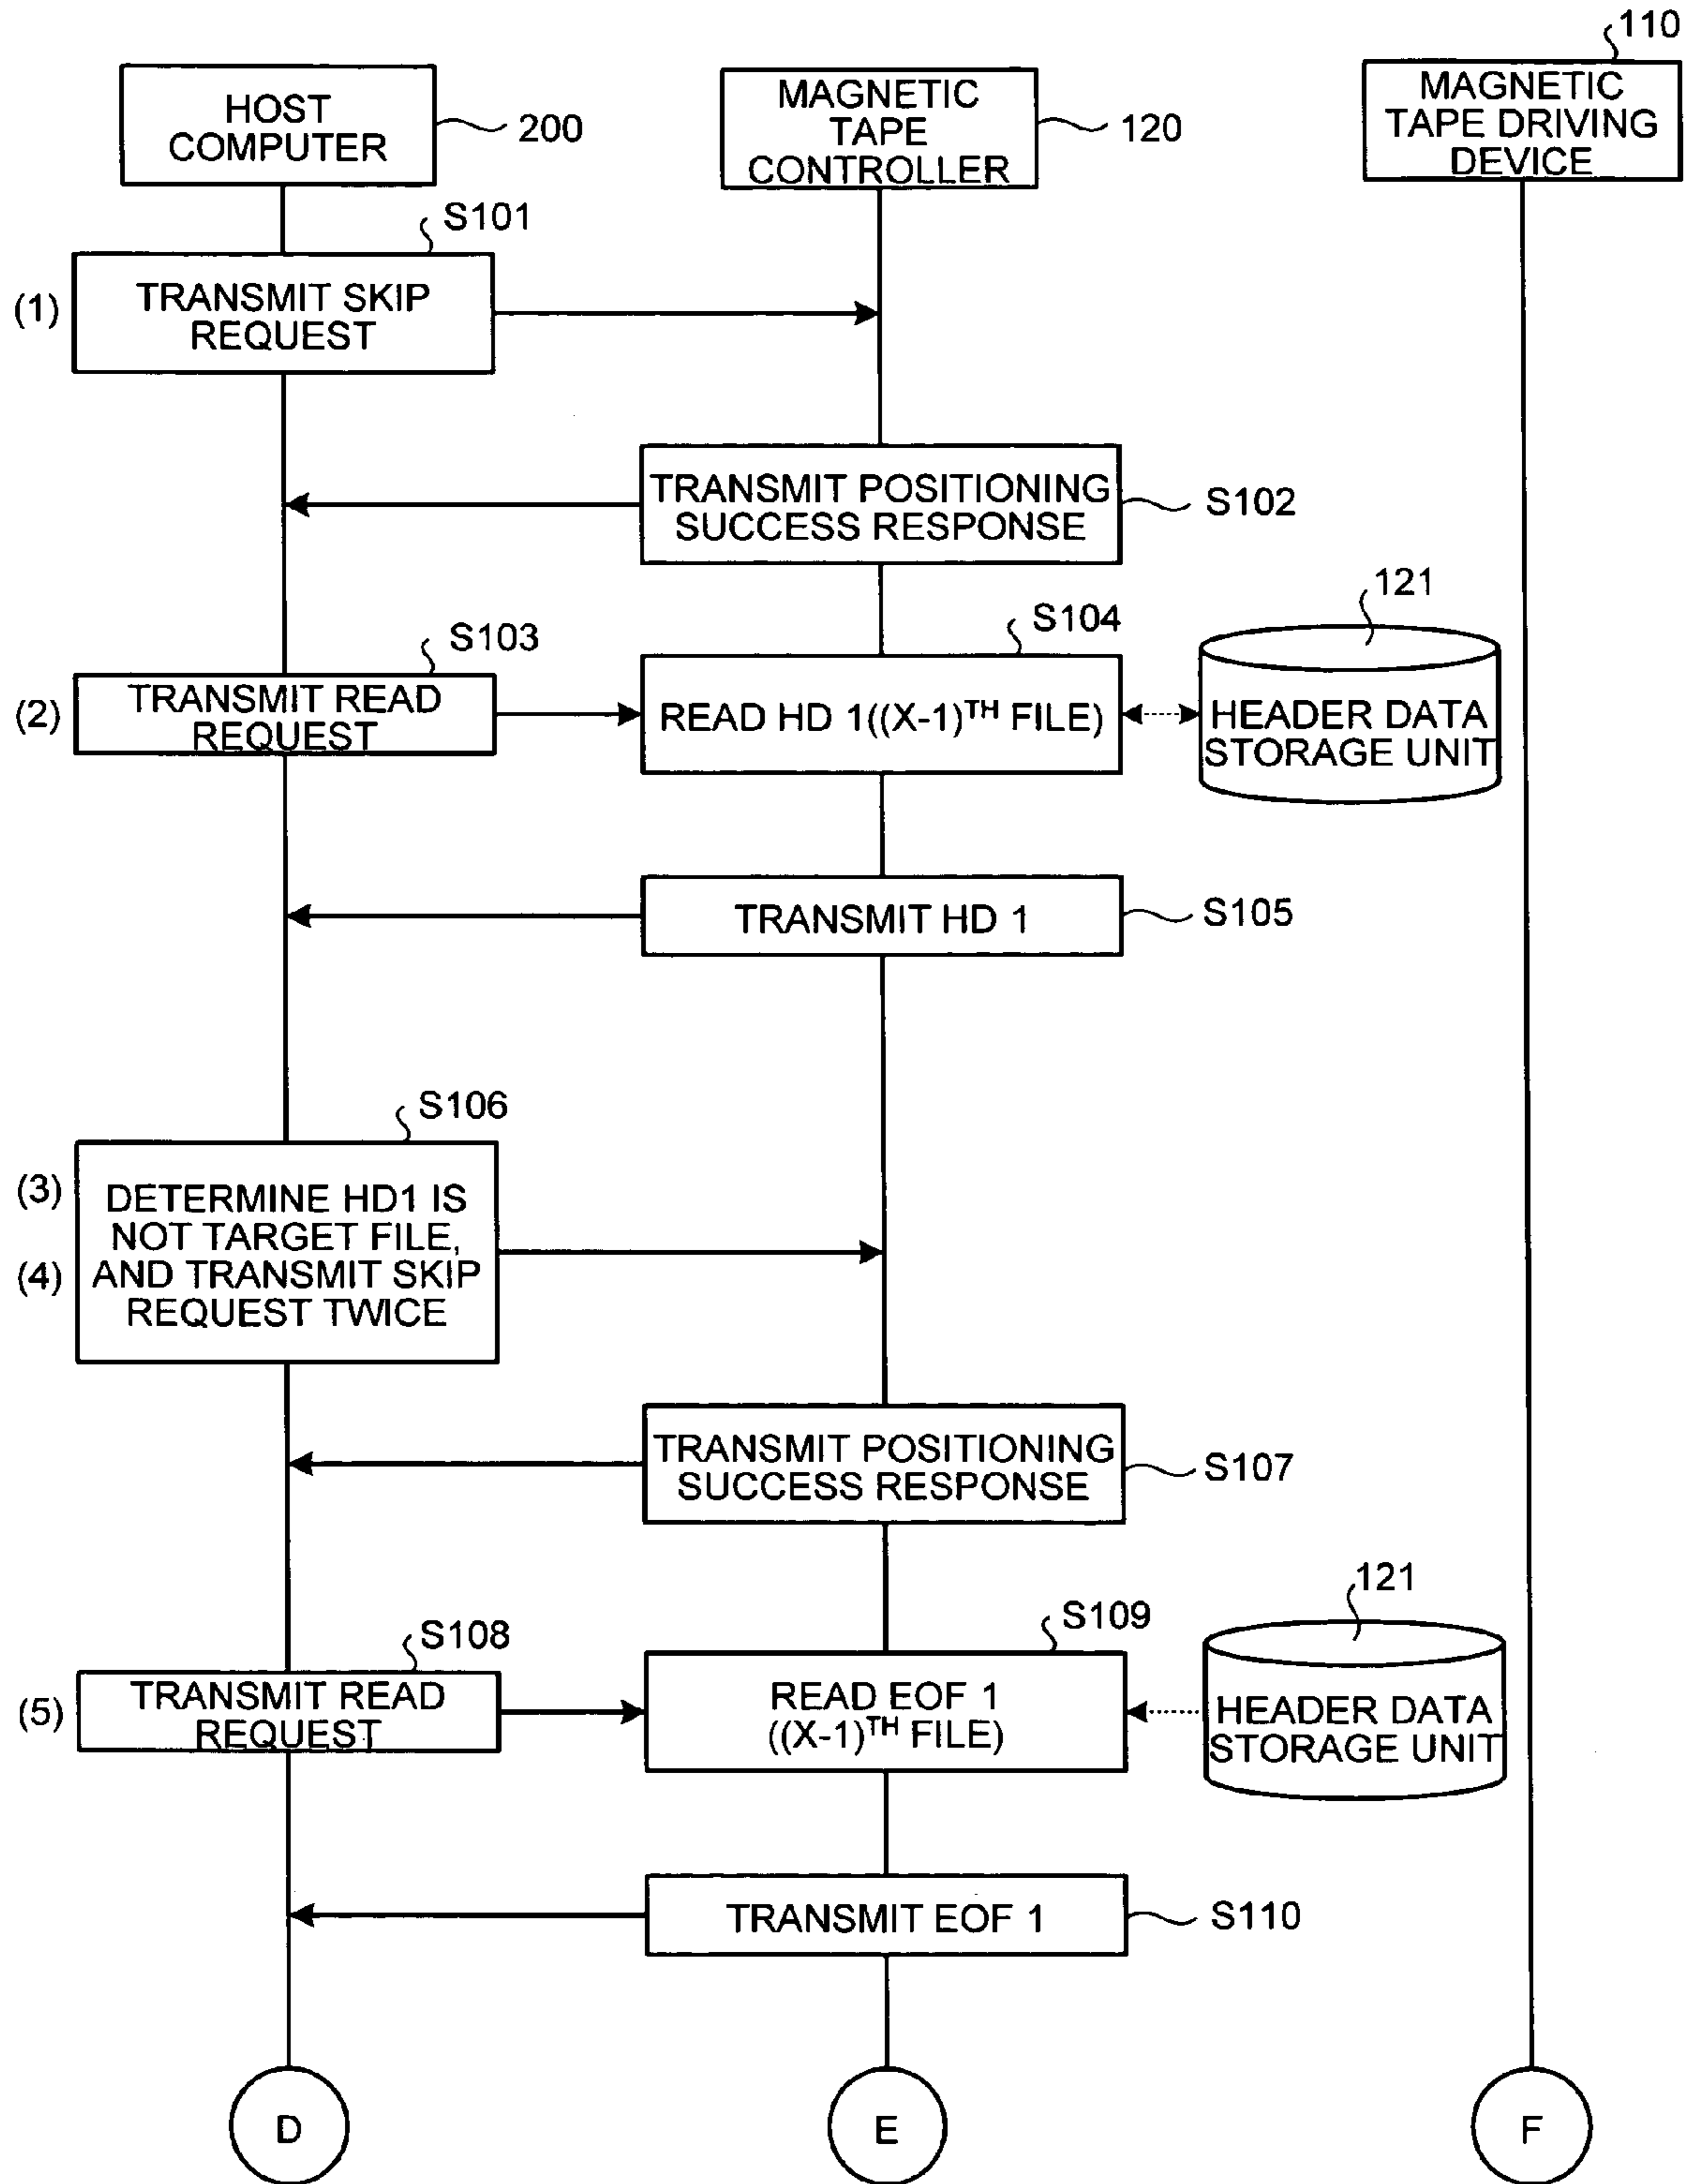 110
HOST
COMPUTER
200
MAGNETIC
TAPE
CONTROLLER
120
MAGNETIC
TAPE DRIVING
DEVICE
S101
(1)
TRANSMIT SKIP
REQUEST
TRANSMIT POSITIONING
SUCCESS RESPONSE
S102
S103
(2)
TRANSMIT READ
REQUEST
S104
READ HD 1((X-1)TH FILE)
121
HEADER DATA
STORAGE UNIT
TRANSMIT HD 1
S105
S106
(3)
(4)
DETERMINE HD1 IS
NOT TARGET FILE,
AND TRANSMIT SKIP
REQUEST TWICE
TRANSMIT POSITIONING
SUCCESS RESPONSE
S107
S108
(5)
TRANSMIT READ
REQUEST
S109
READ EOF 1
((X-1)TH FILE)
121
HEADER DATA
STORAGE UNIT
TRANSMIT EOF 1
S110
D
E
F